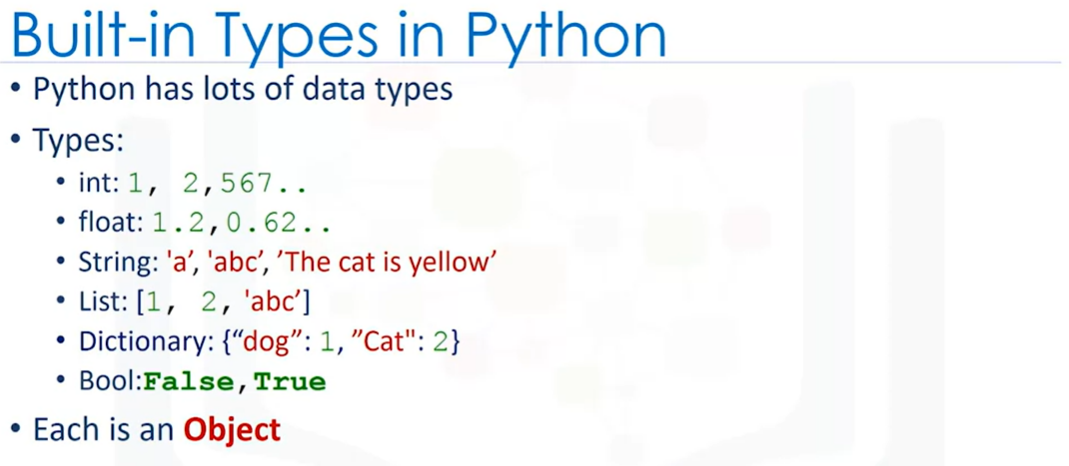 Built-in Types in Python
• Python has lots of data types
• Types:
• int: 1, 2,567..
• float: 1.2,0.62..
• String: 'a’, 'abc’, ’The cat is yellow’
• List: [1, 2, 'abc’]
• Dictionary: {“dog”: 1, ”Cat": 2}
• Bool:False,True
• Each is an Object